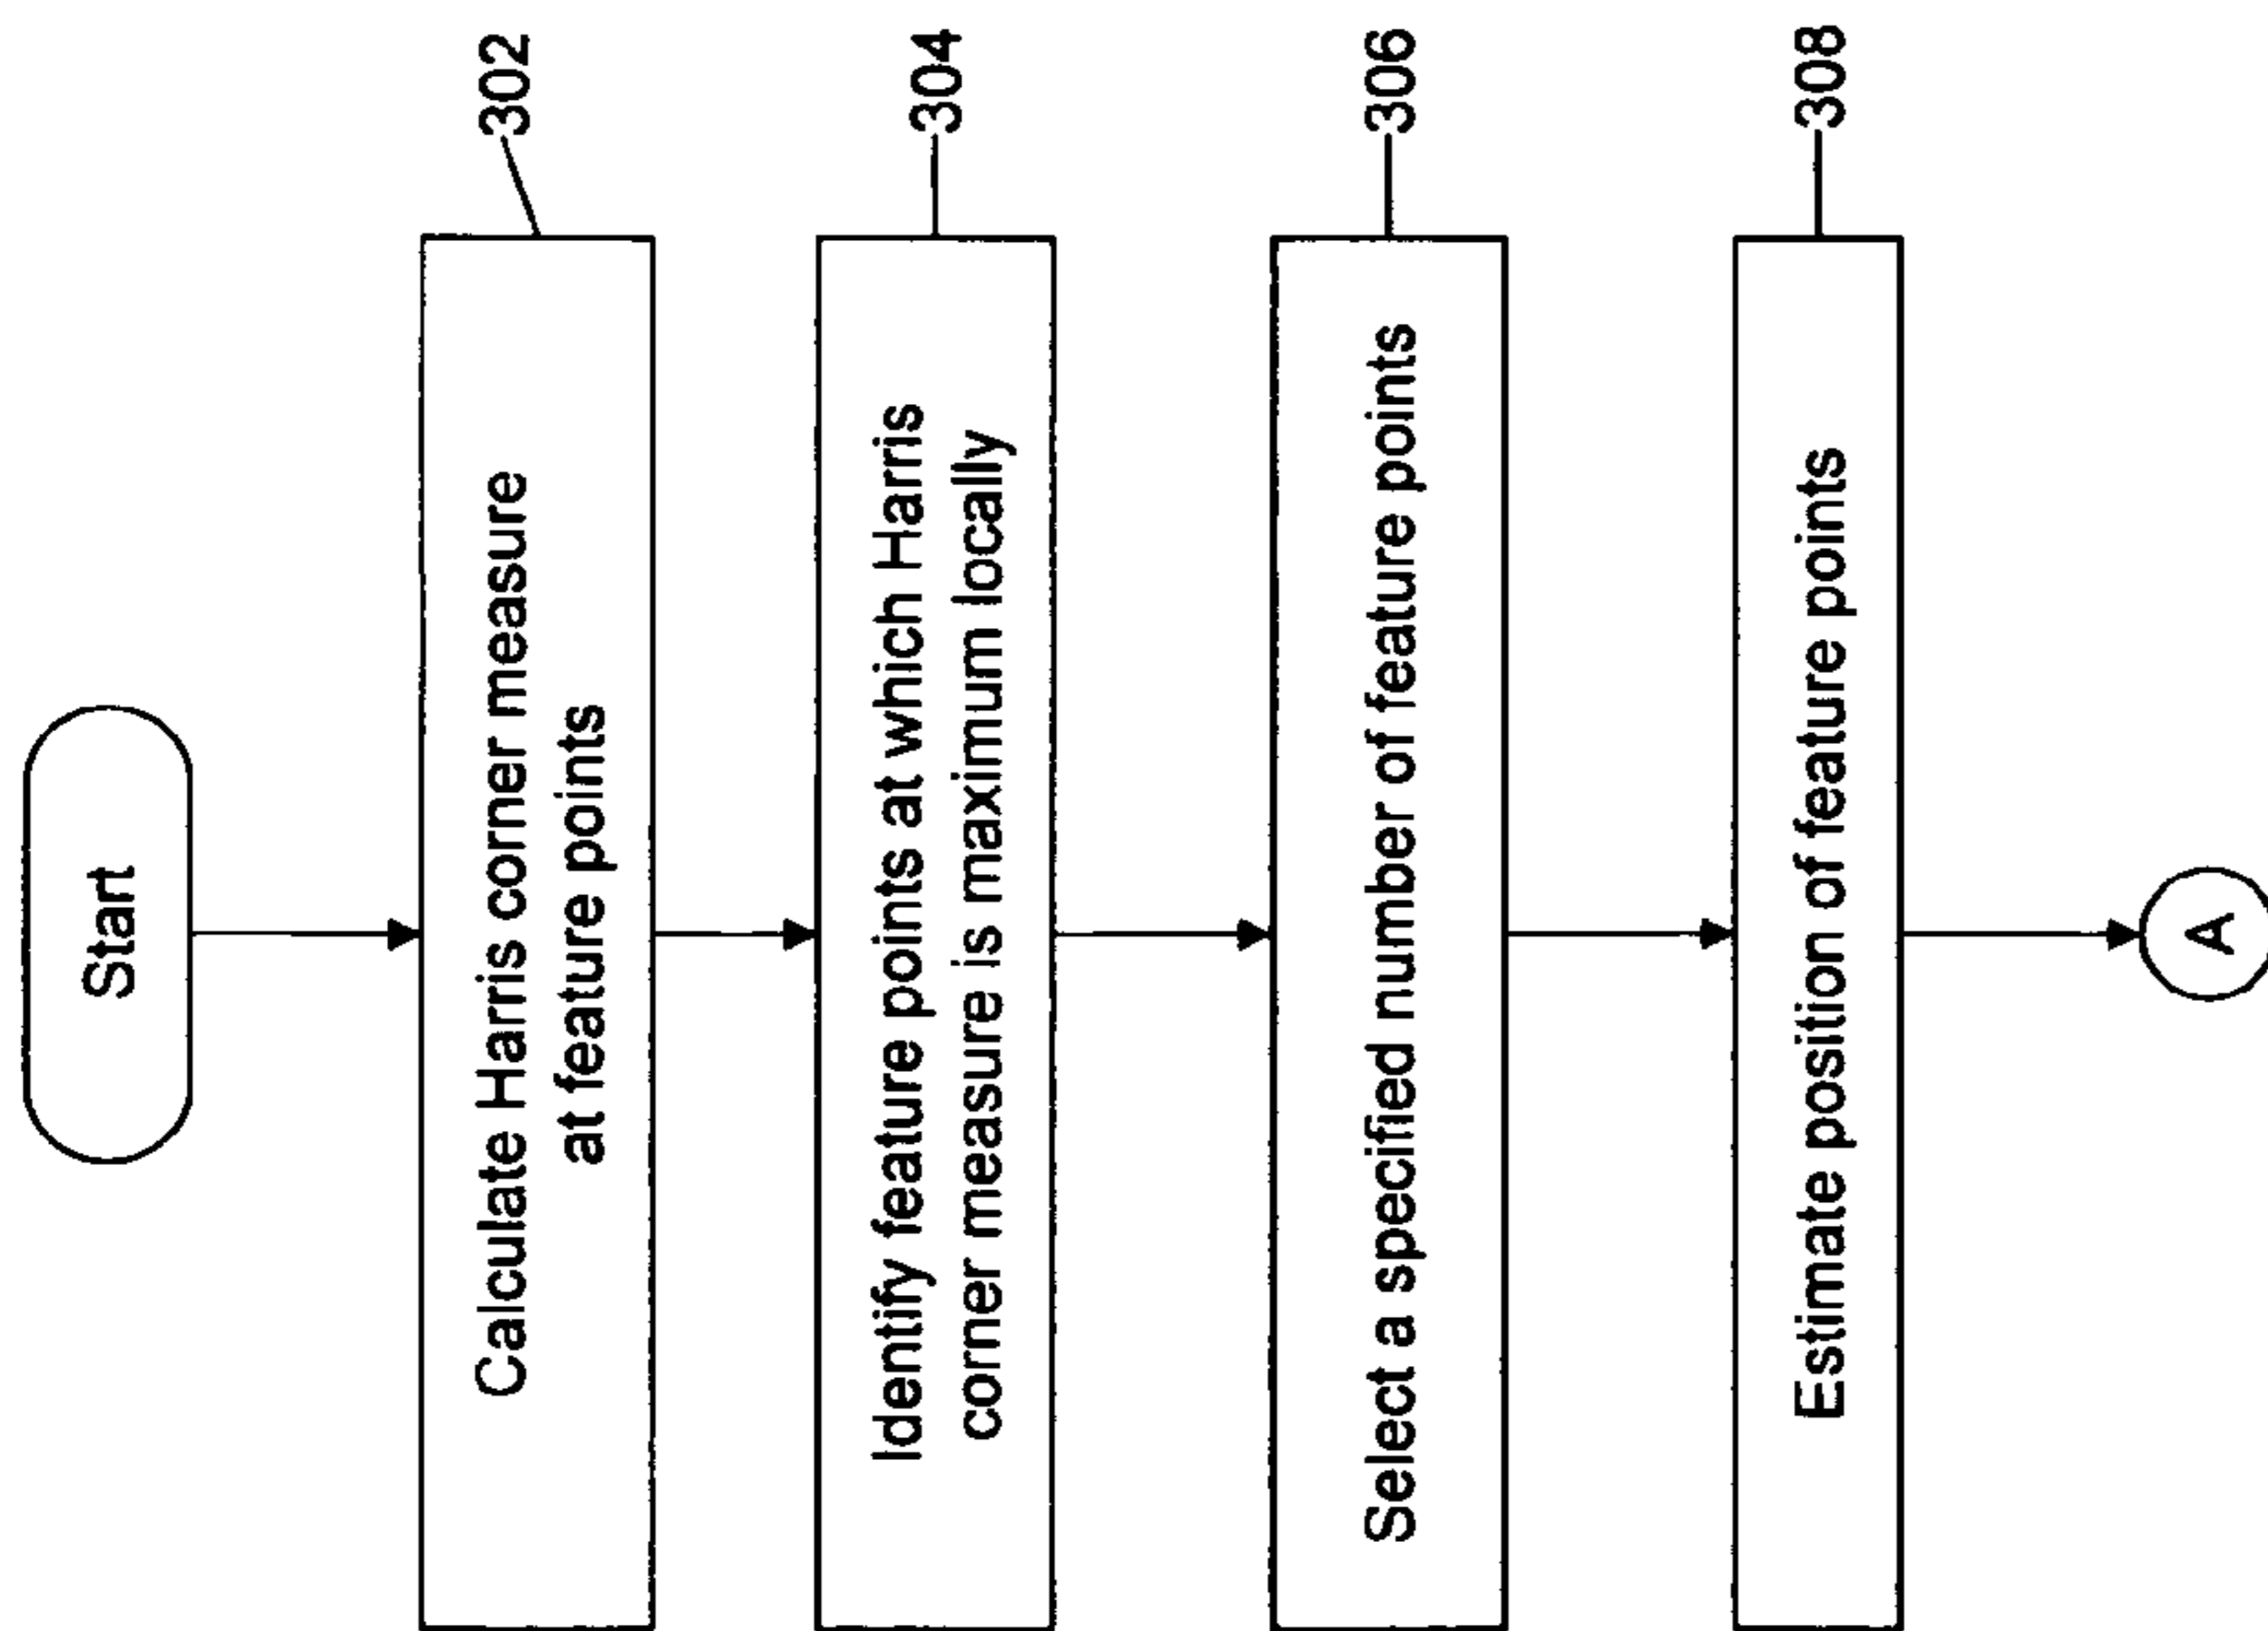 Start
Calculate Harris corner measure
at feature points
302
Identify feature points at which Harris
corner measure is maximum locally
304
Select a specified number of feature points
306
Estimate position of feature points
308
A